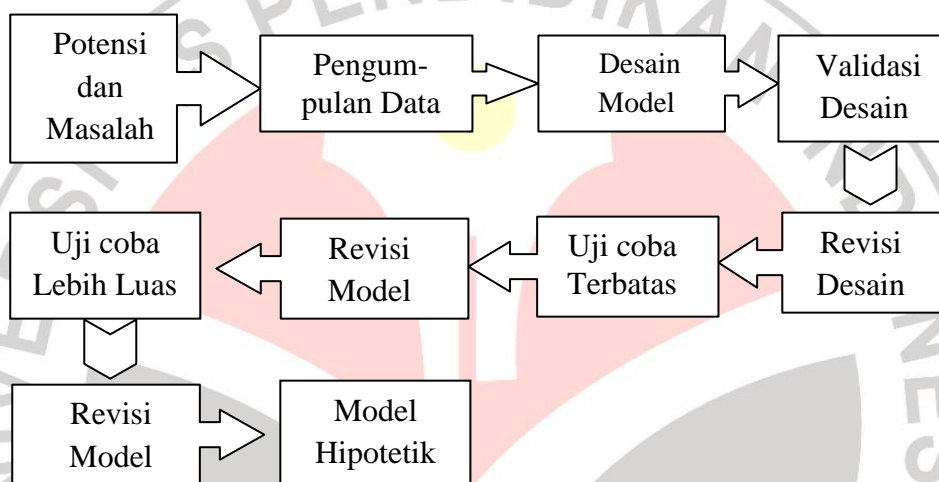 Potensi
dan
Masalah
Pengum-
pulan Data
Desain
Model
Validasi
Desain
Revisi
Desain
Uji coba
Terbatas
Revisi
Model
Uji coba
Lebih Luas
Revisi
Model
Model
Hipotetik